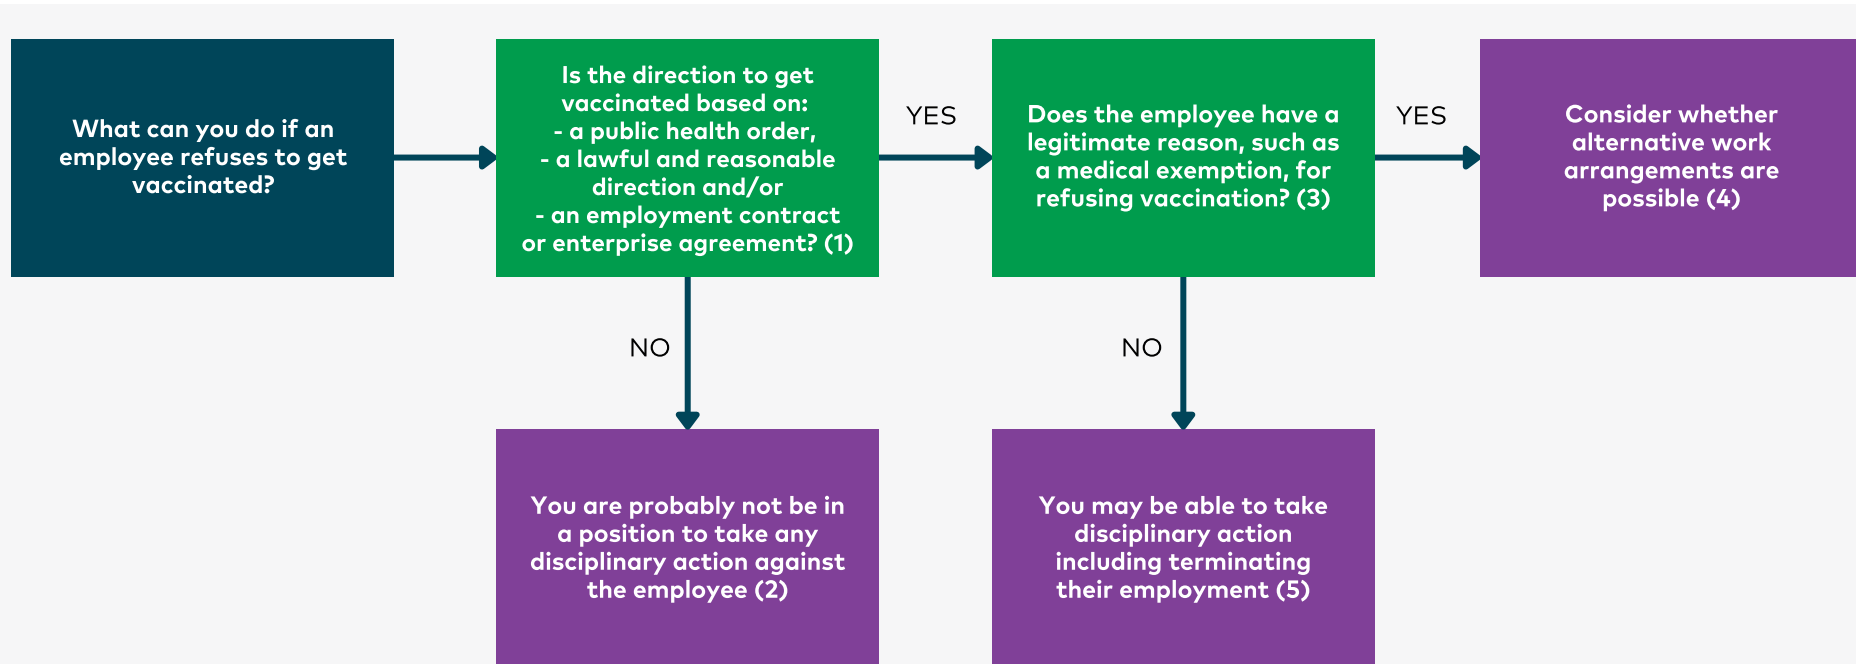 What can you do if an
employee refuses to get
vaccinated?
Is the direction to get
vaccinated based on:
- a public health order,
- a lawful and reasonable
direction and/or
- an employment contract
or enterprise agreement? (1)
YES
Does the employee have a
legitimate reason, such as
a medical exemption, for
refusing vaccination? (3)
YES
Consider whether
alternative work
arrangements are
possible (4)
NO
NO
You are probably not be in
a position to take any
disciplinary action against
the employee (2)
You may be able to take
disciplinary action
including terminating
their employment (5)